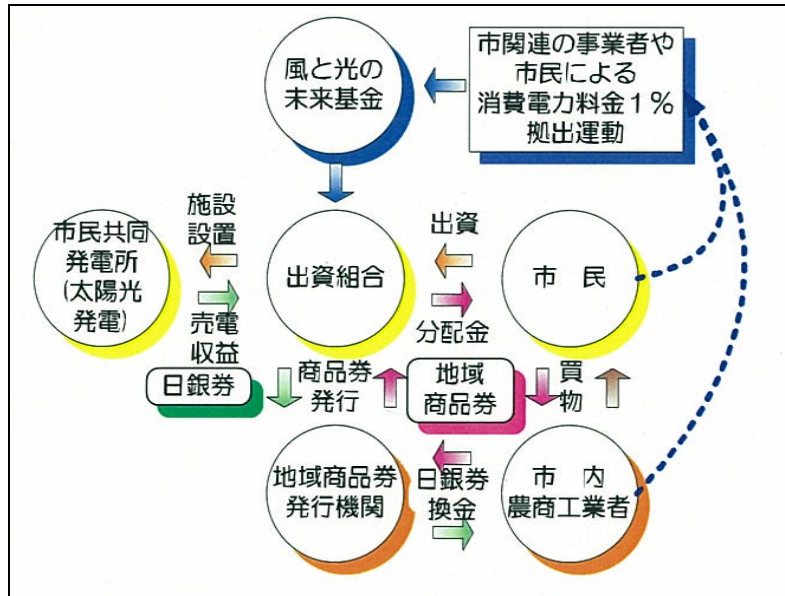 風と光の
未来基金
市関連の事業者や
市民による
消費電力料金1%
拠出運動
施設
設置
市民共同
発電所
(太陽光
発電)
売電
収益
出資組合
出資
分配金
市 民
日銀券
商品券
発行
地域
商品券
買
物
地域商品券
発行機関
日銀券
換金
市 内
農商工業者